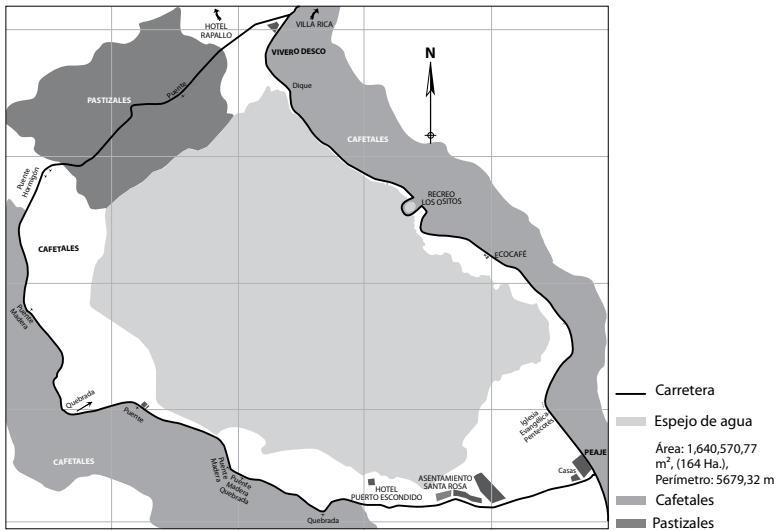 HOTEL
RAPALLO
VILLA RICA
VIVERO DESCO
N
Puente
Dique
PASTIZALES
CAFETALES
Puente
Hormigón
RECREO
LOS OSITOS
CAFETALES
ECOCAFÉ
Puente
Madera
Quebrada
Puente
Iglesia
Evangélica
Pentecotés
PEAJE
CAFETALES
Puente
Madera
Puente
Madera
Quebrada
Casas
HOTEL
PUERTO ESCONDIDO
ASENTAMIENTO
SANTA ROSA
Quebrada
Carretera
Espejo de agua
Área: 1,640,570,77
m², (164 Ha.),
Perímetro: 5679,32 m
Cafetales
Pastizales